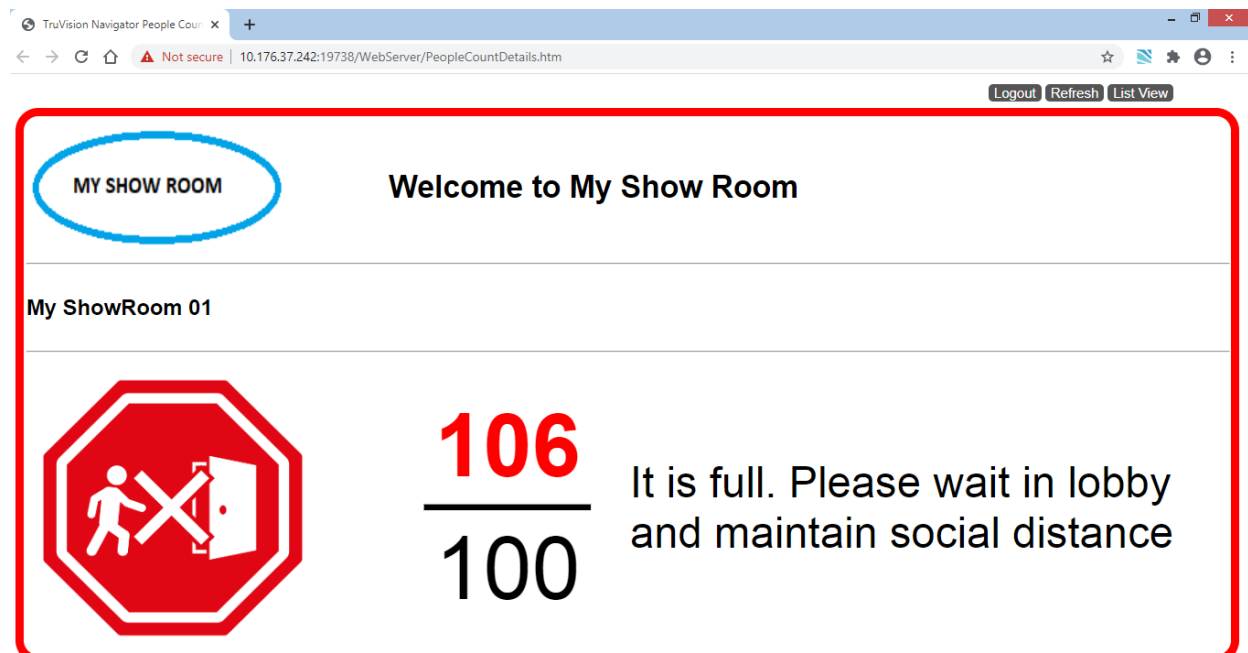 TruVision Navigator People Coun
Not secure | 10.176.37.242:19738/WebServer/PeopleCountDetails.htm
Logout Refresh List View
MY SHOW ROOM
Welcome to My Show Room
My ShowRoom 01
106
100
It is full. Please wait in lobby
and maintain social distance